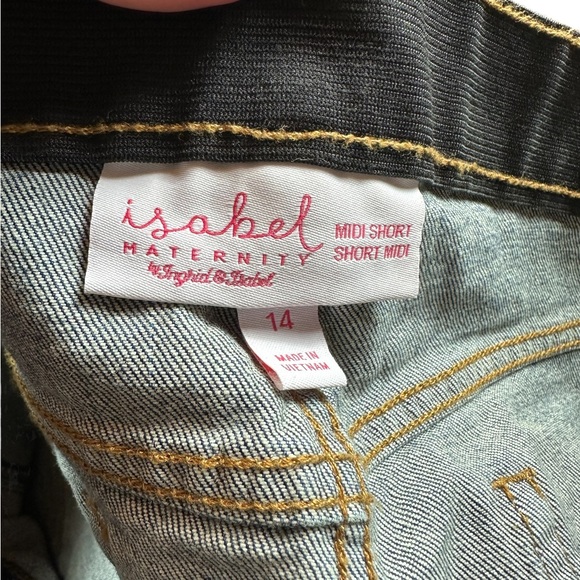 isabel
MATERNITY
by Ingrid & Isabel
MIDI SHORT
SHORT MIDI
14
MADE IN
VIETNAM